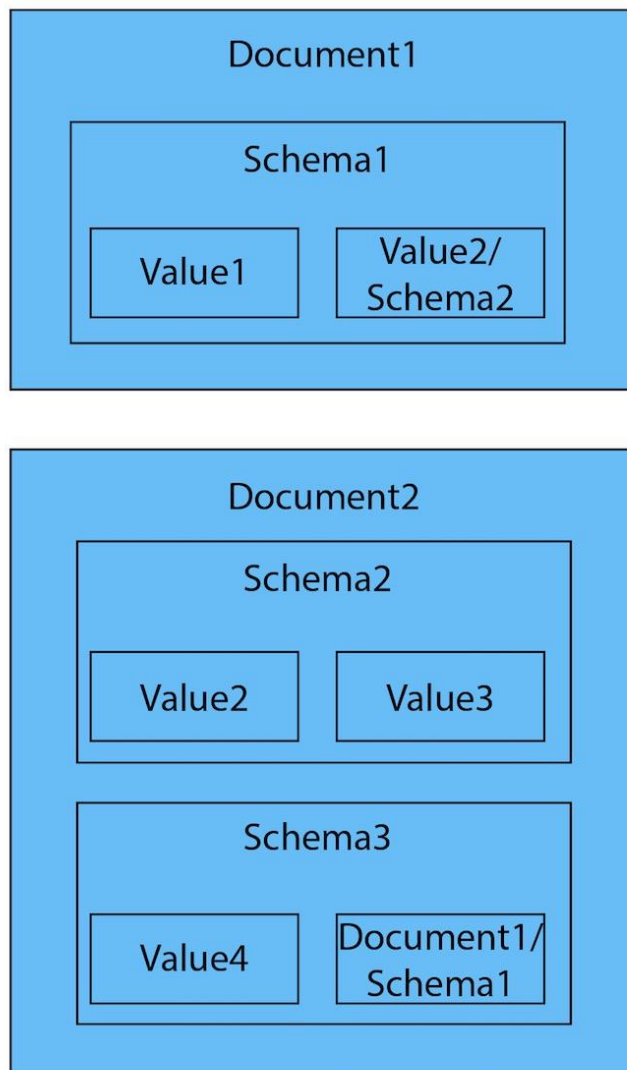 Document1
Schema1
Value1
Value2/
Schema2
Document2
Schema2
Value2
Value3
Schema3
Value4
Document1/
Schema1